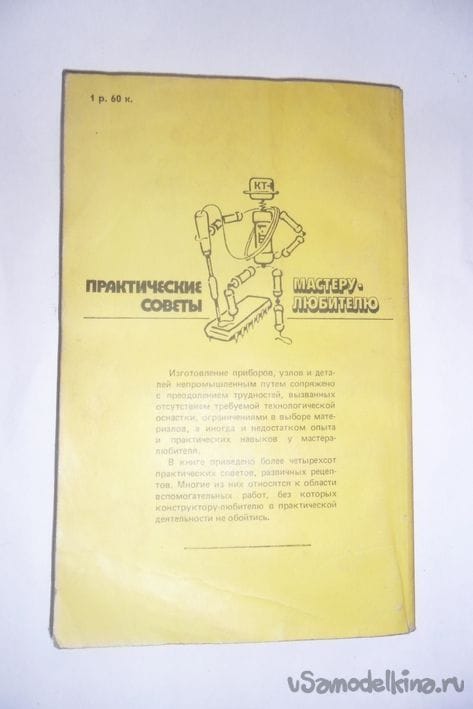 1 р. 60 к.
КТ-
ПРАКТИЧЕСКИЕ
СОВЕТЫ
МАСТЕРУ-
ЛЮБИТЕЛЮ
Изготовление приборов, узлов и дета-
лей непромышленным путем сопряжено
с преодолением трудностей, вызванных
отсутствием требуемой технологической
оснастки, ограничениями в выборе мате-
риалов, а иногда и недостатком опыта
и практических навыков у мастера-
любителя.
В книге приведено более четырехсот
практических советов, различных рецеп-
тов. Многие из них относятся к области
вспомогательных работ, без которых
конструктору-любителю в практической
деятельности не обойтись.
uSamodelkina.ru